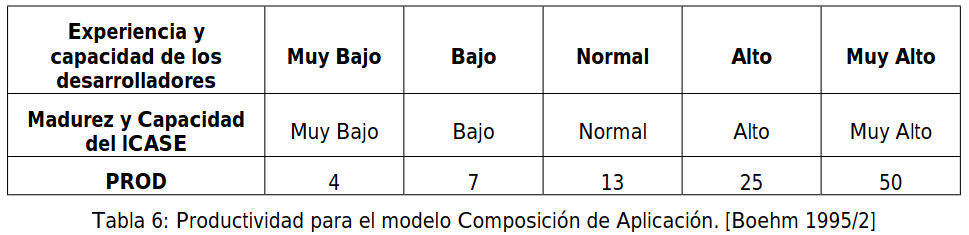 Experiencia y
capacidad de los
desarrolladores
Muy Bajo
Bajo
Normal
Alto
Muy Alto
Madurez y Capacidad
del ICASE
Muy Bajo
Bajo
Normal
Alto
Muy Alto
PROD
4
7
13
25
50
Tabla 6: Productividad para el modelo Composición de Aplicación. [Boehm 1995/2]